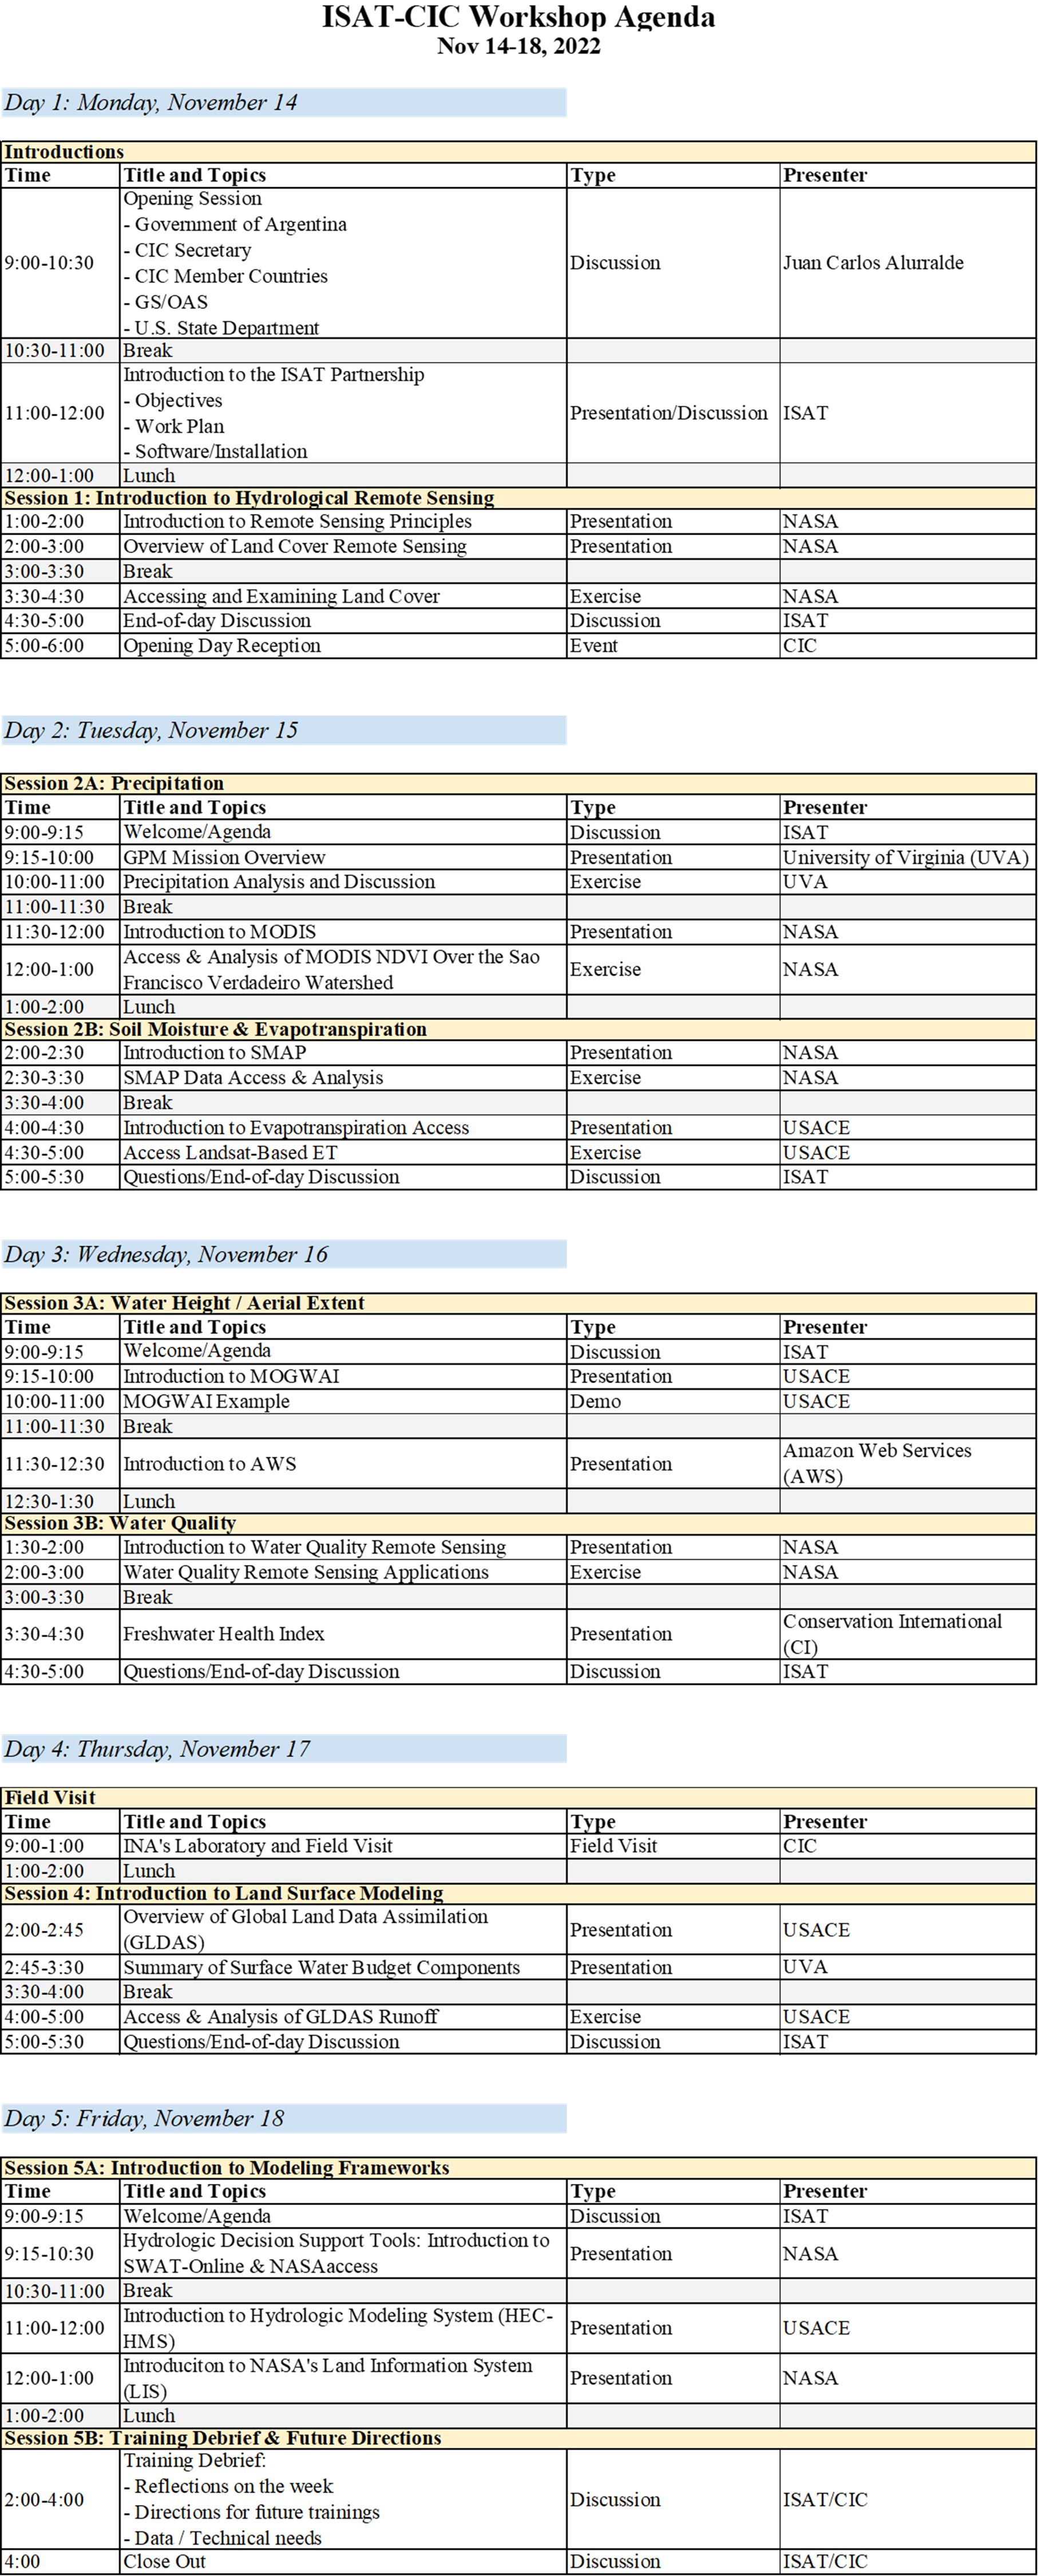 ISAT-CIC Workshop Agenda
Nov 14-18, 2022
Day 1: Monday, November 14
Introductions
Time Title and Topics Type Presenter
9:00-10:30 Opening Session Discussion Juan Carlos Alurralde
- Government of Argentina
- CIC Secretary
- CIC Member Countries
- GS/OAS
- U.S. State Department
10:30-11:00 Break
11:00-12:00 Introduction to the ISAT Partnership Presentation/Discussion ISAT
- Objectives
- Work Plan
- Software/Installation
12:00-1:00 Lunch
Session 1: Introduction to Hydrological Remote Sensing
1:00-2:00 Introduction to Remote Sensing Principles Presentation NASA
2:00-3:00 Overview of Land Cover Remote Sensing Presentation NASA
3:00-3:30 Break
3:30-4:30 Accessing and Examining Land Cover Exercise NASA
4:30-5:00 End-of-day Discussion Discussion ISAT
5:00-6:00 Opening Day Reception Event CIC
Day 2: Tuesday, November 15
Session 2A: Precipitation
Time Title and Topics Type Presenter
9:00-9:15 Welcome/Agenda Discussion ISAT
9:15-10:00 GPM Mission Overview Presentation University of Virginia (UVA)
10:00-11:00 Precipitation Analysis and Discussion Exercise UVA
11:00-11:30 Break
11:30-12:00 Introduction to MODIS Presentation NASA
12:00-1:00 Access & Analysis of MODIS NDVI Over the Sao Exercise NASA
Francisco Verdadeiro Watershed
1:00-2:00 Lunch
Session 2B: Soil Moisture & Evapotranspiration
2:00-2:30 Introduction to SMAP Presentation NASA
2:30-3:30 SMAP Data Access & Analysis Exercise NASA
3:30-4:00 Break
4:00-4:30 Introduction to Evapotranspiration Access Presentation USACE
4:30-5:00 Access Landsat-Based ET Exercise USACE
5:00-5:30 Questions/End-of-day Discussion Discussion ISAT
Day 3: Wednesday, November 16
Session 3A: Water Height / Aerial Extent
Time Title and Topics Type Presenter
9:00-9:15 Welcome/Agenda Discussion ISAT
9:15-10:00 Introduction to MOGWAI Presentation USACE
10:00-11:00 MOGWAI Example Demo USACE
11:00-11:30 Break
11:30-12:30 Introduction to AWS Presentation Amazon Web Services
(AWS)
12:30-1:30 Lunch
Session 3B: Water Quality
1:30-2:00 Introduction to Water Quality Remote Sensing Presentation NASA
2:00-3:00 Water Quality Remote Sensing Applications Exercise NASA
3:00-3:30 Break
3:30-4:30 Freshwater Health Index Presentation Conservation International
(CI)
4:30-5:00 Questions/End-of-day Discussion Discussion ISAT
Day 4: Thursday, November 17
Field Visit
Time Title and Topics Type Presenter
9:00-1:00 INA's Laboratory and Field Visit Field Visit CIC
1:00-2:00 Lunch
Session 4: Introduction to Land Surface Modeling
2:00-2:45 Overview of Global Land Data Assimilation Presentation USACE
(GLDAS)
2:45-3:30 Summary of Surface Water Budget Components Presentation UVA
3:30-4:00 Break
4:00-5:00 Access & Analysis of GLDAS Runoff Exercise USACE
5:00-5:30 Questions/End-of-day Discussion Discussion ISAT
Day 5: Friday, November 18
Session 5A: Introduction to Modeling Frameworks
Time Title and Topics Type Presenter
9:00-9:15 Welcome/Agenda Discussion ISAT
9:15-10:30 Hydrologic Decision Support Tools: Introduction to Presentation NASA
SWAT-Online & NASAaccess
10:30-11:00 Break
11:00-12:00 Introduction to Hydrologic Modeling System (HEC- Presentation USACE
HMS)
12:00-1:00 Introduciton to NASA's Land Information System Presentation NASA
(LIS)
1:00-2:00 Lunch
Session 5B: Training Debrief & Future Directions
2:00-4:00 Training Debrief: Discussion ISAT/CIC
- Reflections on the week
- Directions for future trainings
- Data / Technical needs
4:00 Close Out Discussion ISAT/CIC